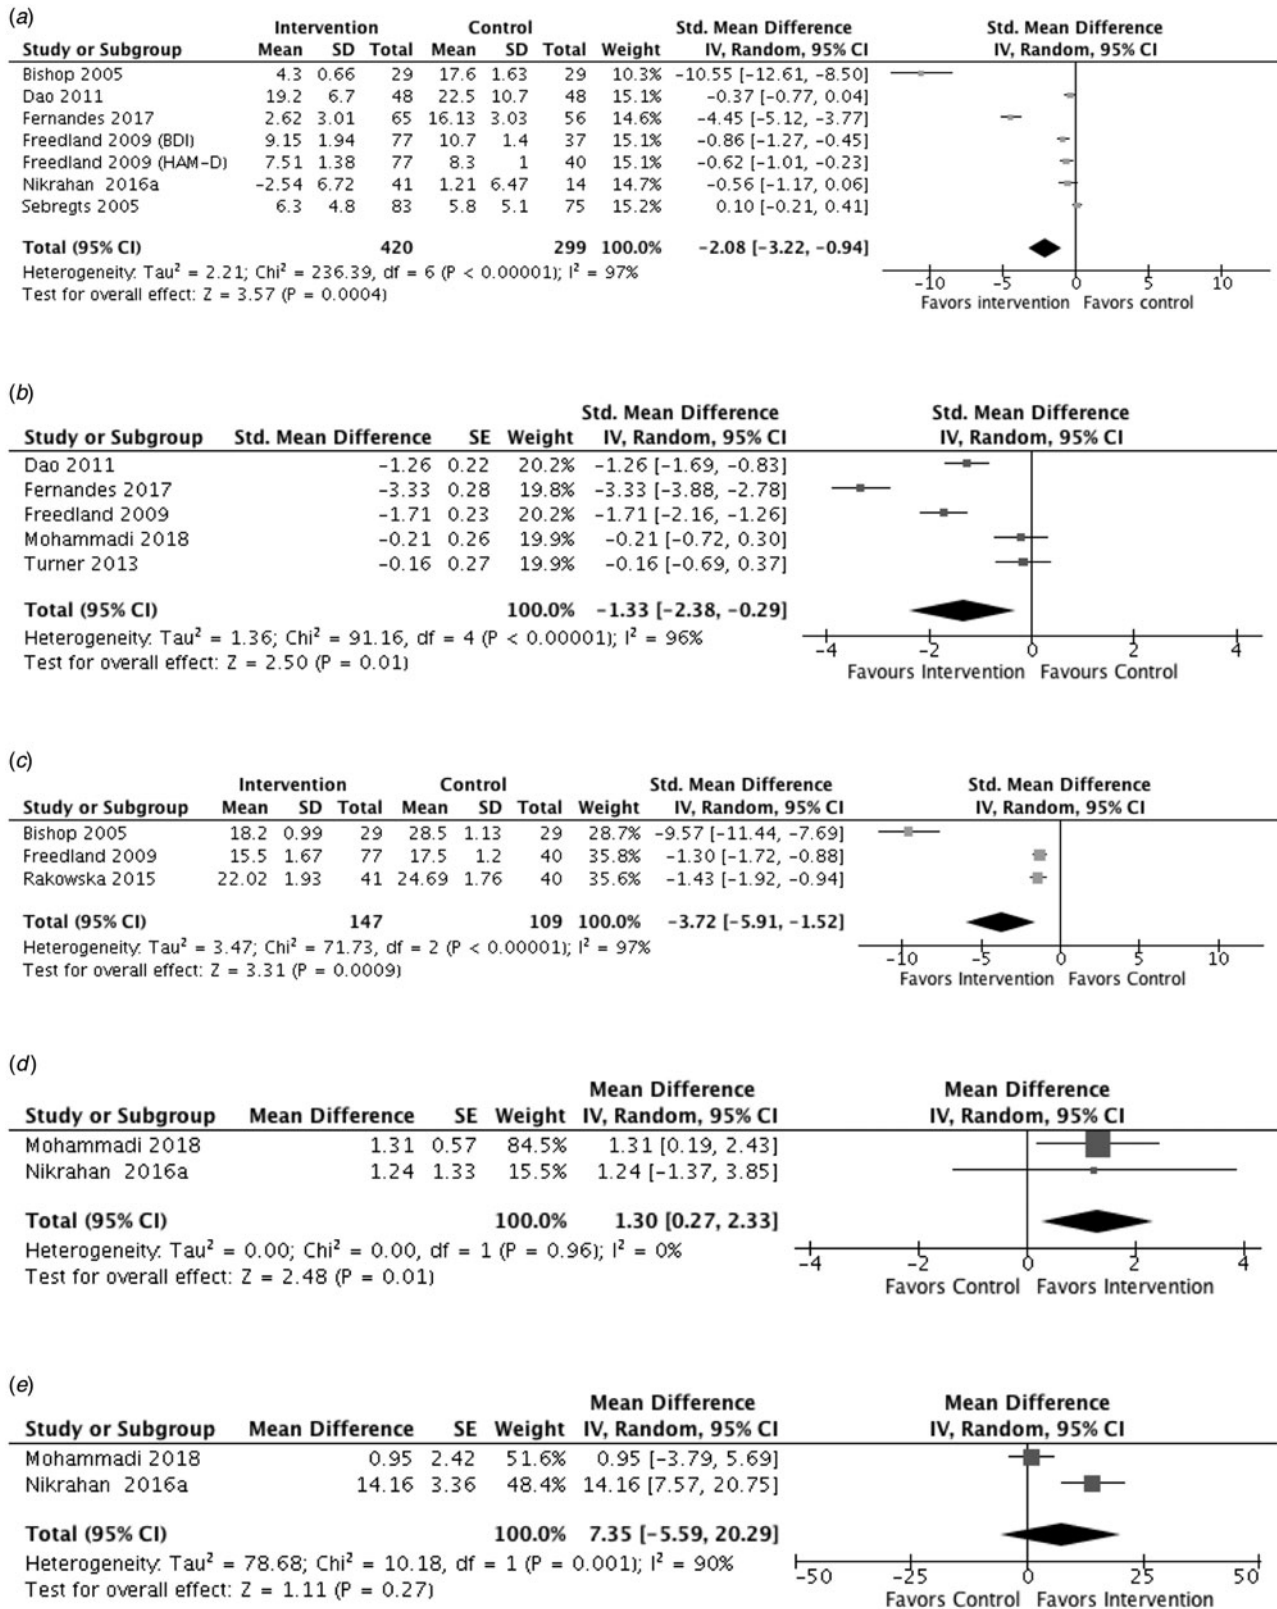 (a)
Intervention Control Std. Mean Difference Std. Mean Difference
Study or Subgroup Mean SD Total Mean SD Total Weight IV, Random, 95% CI IV, Random, 95% CI
Bishop 2005 4.3 0.66 29 17.6 1.63 29 10.3% −10.55 [−12.61, −8.50]
Dao 2011 19.2 6.7 48 22.5 10.7 48 15.1% −0.37 [−0.77, 0.04]
Fernandes 2017 2.62 3.01 65 16.13 3.03 56 14.6% −4.45 [−5.12, −3.77]
Freedland 2009 (BDI) 9.15 1.94 77 10.7 1.4 37 15.1% −0.86 [−1.27, −0.45]
Freedland 2009 (HAM-D) 7.51 1.38 77 8.3 1 40 15.1% −0.62 [−1.01, −0.23]
Nikrahan 2016a −2.54 6.72 41 1.21 6.47 14 14.7% −0.56 [−1.17, 0.06]
Sebregts 2005 6.3 4.8 83 5.8 5.1 75 15.2% 0.10 [−0.21, 0.41]
Total (95% CI) 420 299 100.0% −2.08 [−3.22, −0.94]
Heterogeneity: Tau² = 2.21; Chi² = 236.39, df = 6 (P < 0.00001); I² = 97%
Test for overall effect: Z = 3.57 (P = 0.0004)
−10 −5 0 5 10
Favors intervention Favors control
(b)
Std. Mean Difference Std. Mean Difference
Study or Subgroup Std. Mean Difference SE Weight IV, Random, 95% CI IV, Random, 95% CI
Dao 2011 −1.26 0.22 20.2% −1.26 [−1.69, −0.83]
Fernandes 2017 −3.33 0.28 19.8% −3.33 [−3.88, −2.78]
Freedland 2009 −1.71 0.23 20.2% −1.71 [−2.16, −1.26]
Mohammadi 2018 −0.21 0.26 19.9% −0.21 [−0.72, 0.30]
Turner 2013 −0.16 0.27 19.9% −0.16 [−0.69, 0.37]
Total (95% CI) 100.0% −1.33 [−2.38, −0.29]
Heterogeneity: Tau² = 1.36; Chi² = 91.16, df = 4 (P < 0.00001); I² = 96%
Test for overall effect: Z = 2.50 (P = 0.01)
−4 −2 0 2 4
Favours Intervention Favours Control
(c)
Intervention Control Std. Mean Difference Std. Mean Difference
Study or Subgroup Mean SD Total Mean SD Total Weight IV, Random, 95% CI IV, Random, 95% CI
Bishop 2005 18.2 0.99 29 28.5 1.13 29 28.7% −9.57 [−11.44, −7.69]
Freedland 2009 15.5 1.67 77 17.5 1.2 40 35.8% −1.30 [−1.72, −0.88]
Rakowska 2015 22.02 1.93 41 24.69 1.76 40 35.6% −1.43 [−1.92, −0.94]
Total (95% CI) 147 109 100.0% −3.72 [−5.91, −1.52]
Heterogeneity: Tau² = 3.47; Chi² = 71.73, df = 2 (P < 0.00001); I² = 97%
Test for overall effect: Z = 3.31 (P = 0.0009)
−10 −5 0 5 10
Favors Intervention Favors Control
(d)
Mean Difference Mean Difference
Study or Subgroup Mean Difference SE Weight IV, Random, 95% CI IV, Random, 95% CI
Mohammadi 2018 1.31 0.57 84.5% 1.31 [0.19, 2.43]
Nikrahan 2016a 1.24 1.33 15.5% 1.24 [−1.37, 3.85]
Total (95% CI) 100.0% 1.30 [0.27, 2.33]
Heterogeneity: Tau² = 0.00; Chi² = 0.00, df = 1 (P = 0.96); I² = 0%
Test for overall effect: Z = 2.48 (P = 0.01)
−4 −2 0 2 4
Favors Control Favors Intervention
(e)
Mean Difference Mean Difference
Study or Subgroup Mean Difference SE Weight IV, Random, 95% CI IV, Random, 95% CI
Mohammadi 2018 0.95 2.42 51.6% 0.95 [−3.79, 5.69]
Nikrahan 2016a 14.16 3.36 48.4% 14.16 [7.57, 20.75]
Total (95% CI) 100.0% 7.35 [−5.59, 20.29]
Heterogeneity: Tau² = 78.68; Chi² = 10.18, df = 1 (P = 0.001); I² = 90%
Test for overall effect: Z = 1.11 (P = 0.27)
−50 −25 0 25 50
Favors Control Favors Intervention